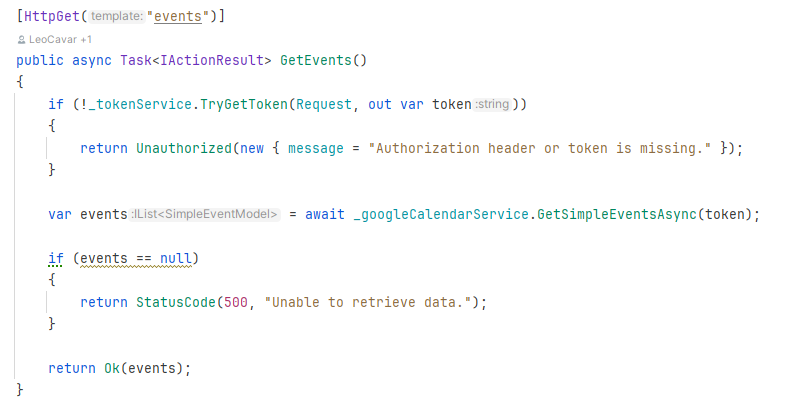 [HttpGet( template: "events")]
LeoCavar +1
public async Task<IActionResult> GetEvents()
{
if (!_tokenService.TryGetToken(Request, out var token :string ))
{
return Unauthorized(new { message = "Authorization header or token is missing." });
}
var events :IList<SimpleEventModel> = await _googleCalendarService.GetSimpleEventsAsync(token);
if (events == null)
{
return StatusCode(500, "Unable to retrieve data.");
}
return Ok(events);
}